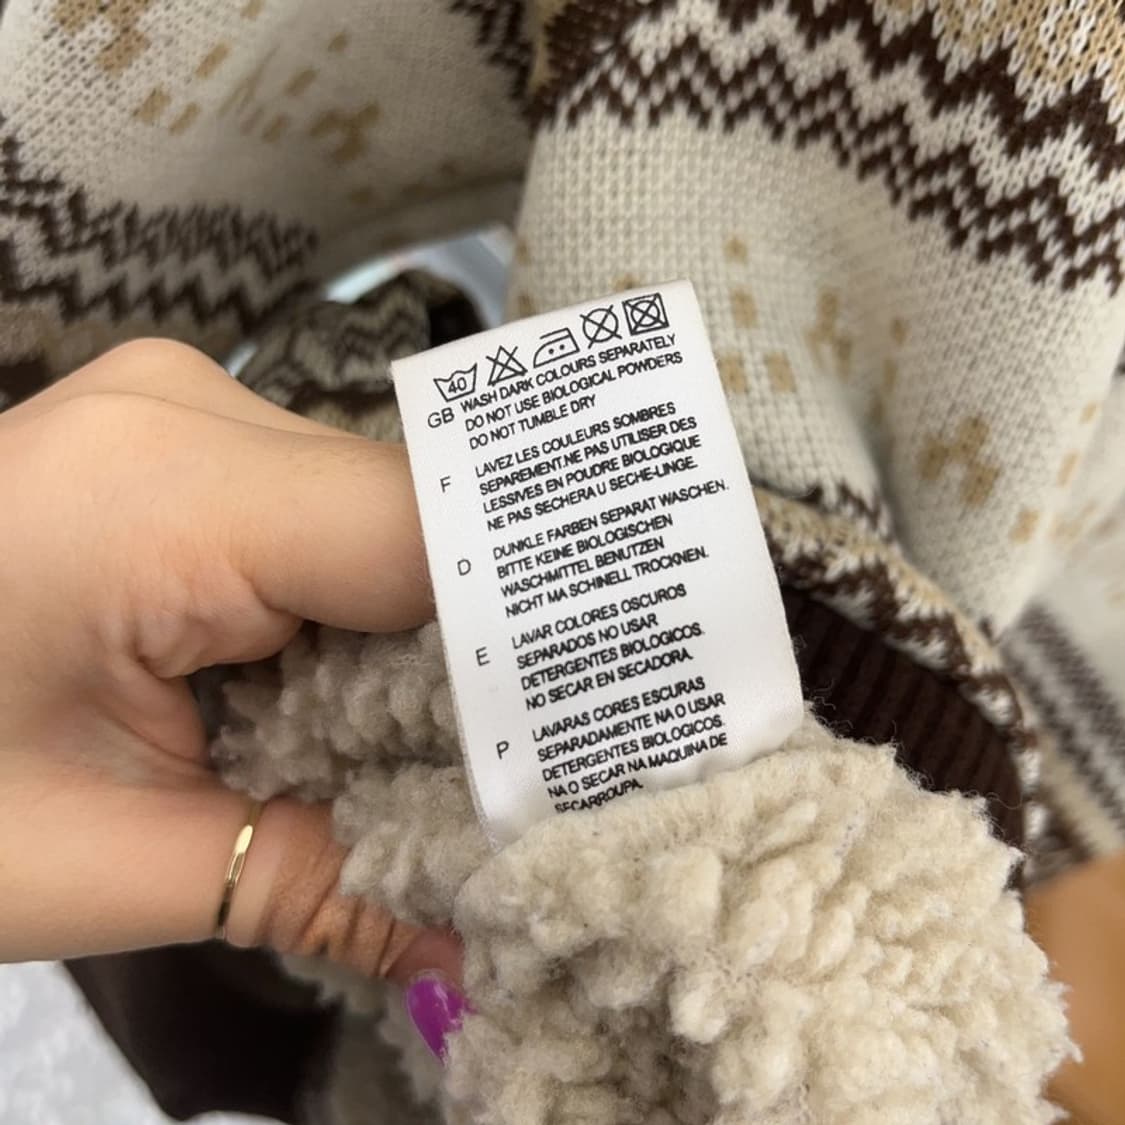 40
GB WASH DARK COLOURS SEPARATELY
DO NOT USE BIOLOGICAL POWDERS
DO NOT TUMBLE DRY
F LAVEZ LES COULEURS SOMBRES
SEPAREMENT.NE PAS UTILISER DES
LESSIVES EN POUDRE BIOLOGIQUE
NE PAS SECHERA U SECHE-LINGE.
D DUNKLE FARBEN SEPARAT WASCHEN.
BITTE KEINE BIOLOGISCHEN
WASCHMITTEL BENUTZEN
NICHT MA SCHINELL TROCKNEN.
E LAVAR COLORES OSCUROS
SEPARADOS NO USAR
DETERGENTES BIOLOGICOS.
NO SECAR EN SECADORA.
P LAVARAS CORES ESCURAS
SEPARADAMENTE NA O USAR
DETERGENTES BIOLOGICOS.
NA O SECAR NA MAQUINA DE
SECARROUPA.